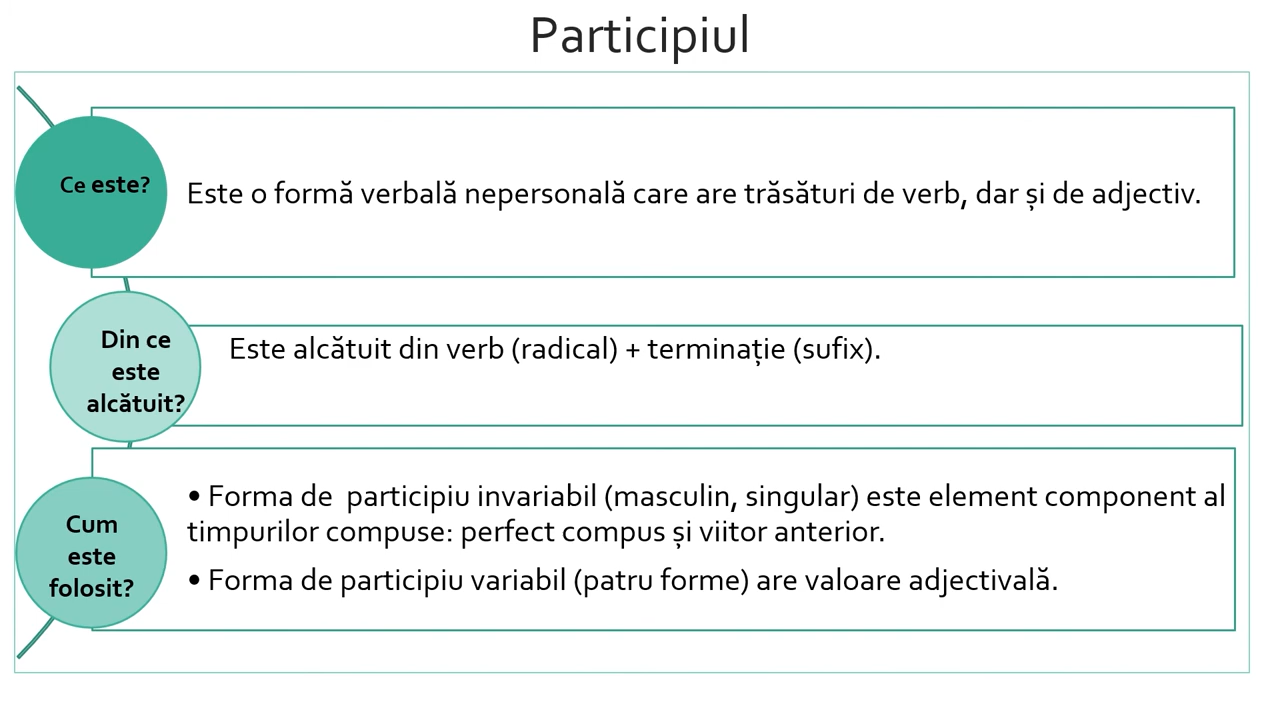 Participiul
Ce este?
Este o formă verbală nepersonală care are trăsături de verb, dar și de adjectiv.
Din ce
este
alcătuit?
Este alcătuit din verb (radical) + terminație (sufix).
Cum
este
folosit?
• Forma de participiu invariabil (masculin, singular) este element component al
timpurilor compuse: perfect compus și viitor anterior.
• Forma de participiu variabil (patru forme) are valoare adjectivală.